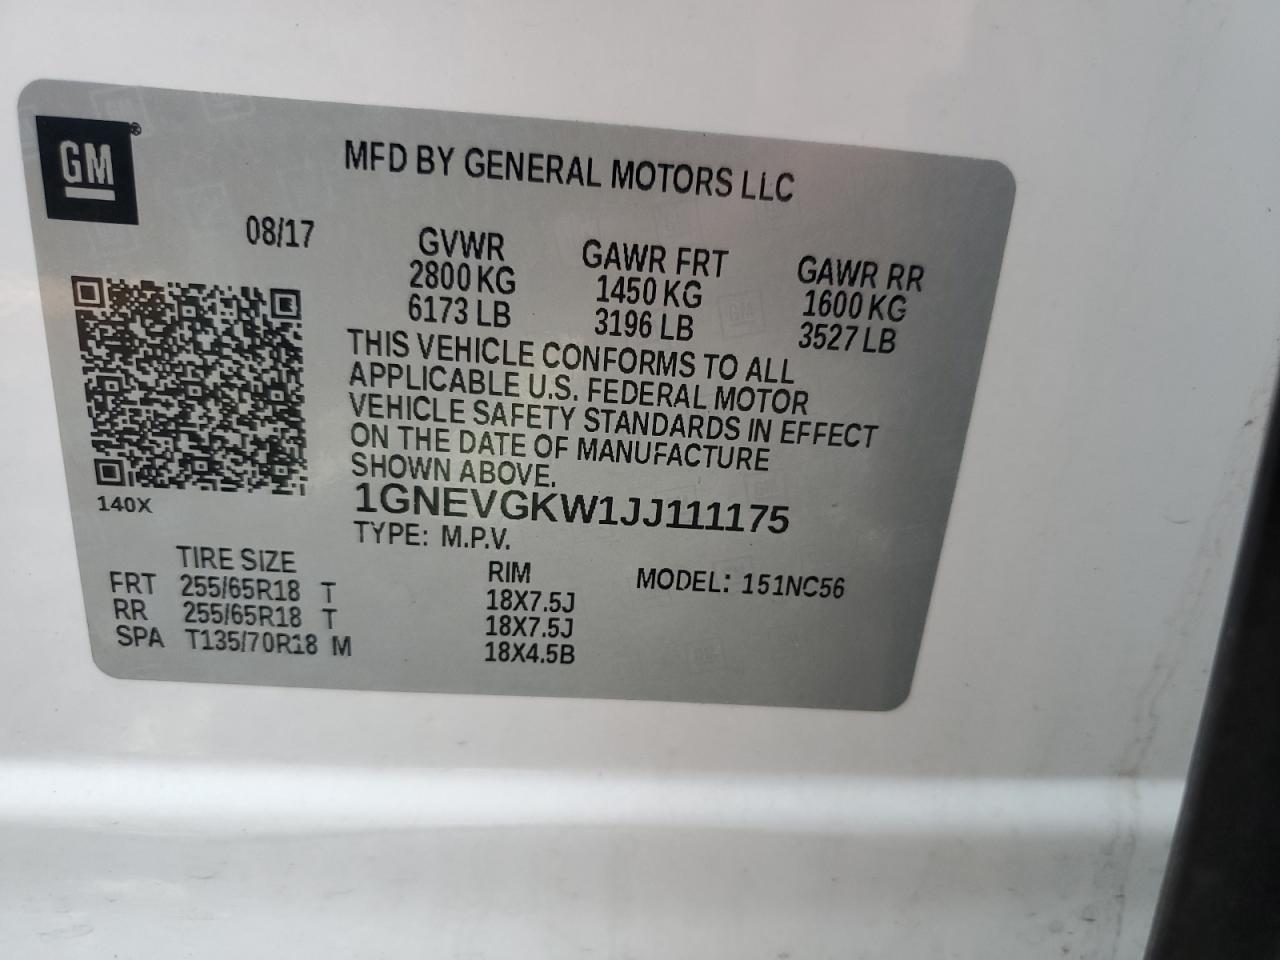 GM®
MFD BY GENERAL MOTORS LLC
08/17
GVWR
2800 KG
6173 LB
GAWR FRT
1450 KG
3196 LB
GAWR RR
1600 KG
3527 LB
THIS VEHICLE CONFORMS TO ALL
APPLICABLE U.S. FEDERAL MOTOR
VEHICLE SAFETY STANDARDS IN EFFECT
ON THE DATE OF MANUFACTURE
SHOWN ABOVE.
140X
1GNEVGKW1JJ111175
TYPE: M.P.V.
TIRE SIZE RIM MODEL: 151NC56
FRT 255/65R18 T 18X7.5J
RR 255/65R18 T 18X7.5J
SPA T135/70R18 M 18X4.5B